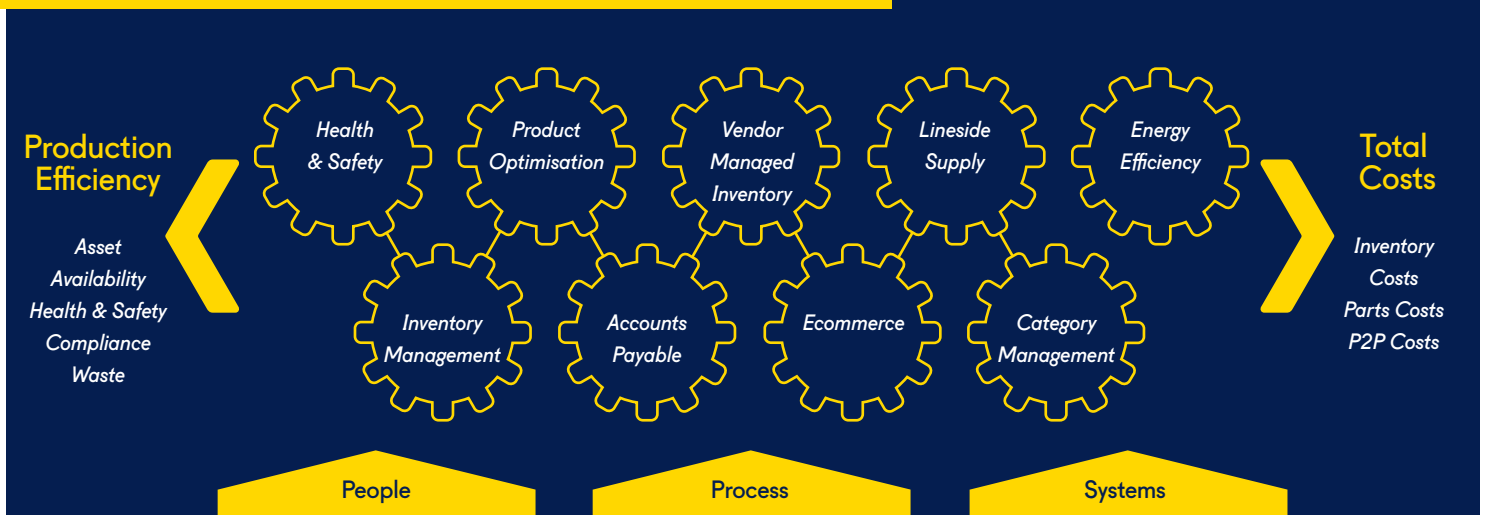 Production
Efficiency
Asset
Availability
Health & Safety
Compliance
Waste
Health
& Safety
Product
Optimisation
Vendor
Managed
Inventory
Lineside
Supply
Energy
Efficiency
Inventory
Management
Accounts
Payable
Ecommerce
Category
Management
Total
Costs
Inventory
Costs
Parts Costs
P2P Costs
People
Process
Systems